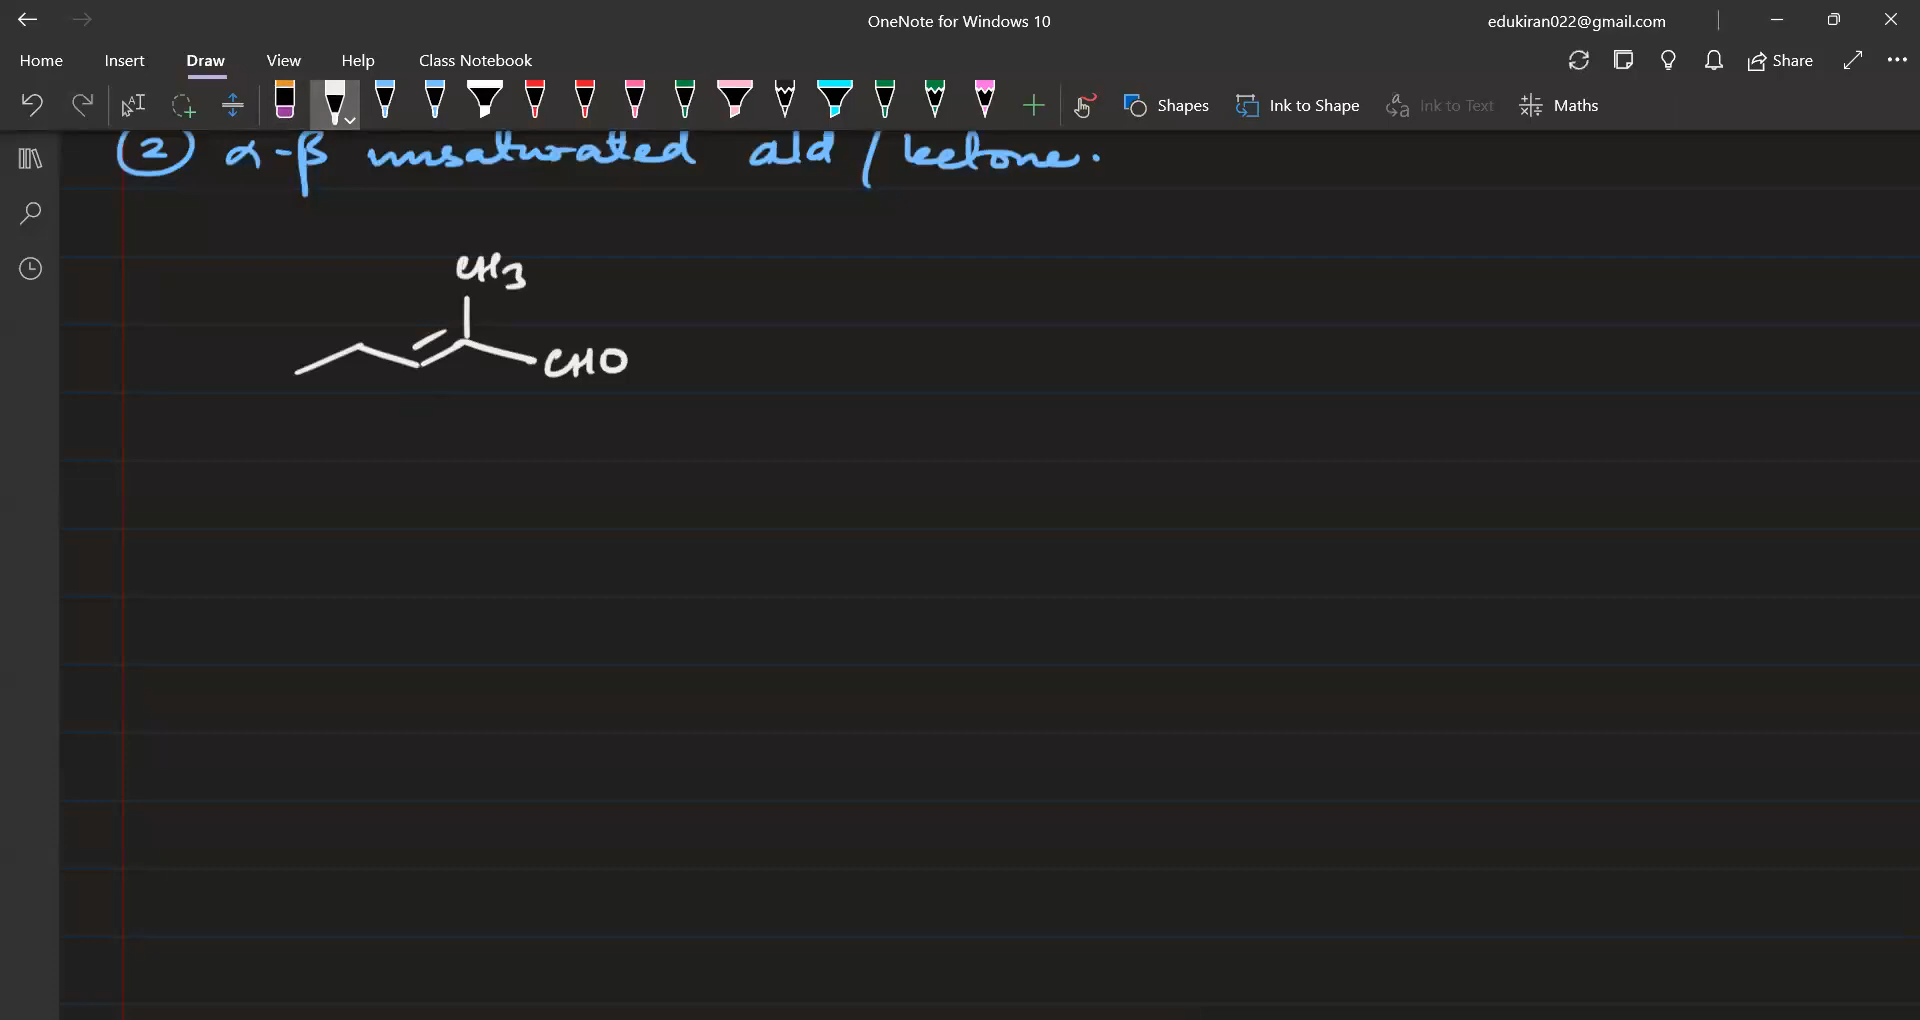 OneNote for Windows 10
edukiran022@gmail.com
Home Insert Draw View Help Class Notebook
Share
Shapes Ink to Shape Ink to Text Maths
② α-β unsaturated ald / ketone.
CH3
CHO